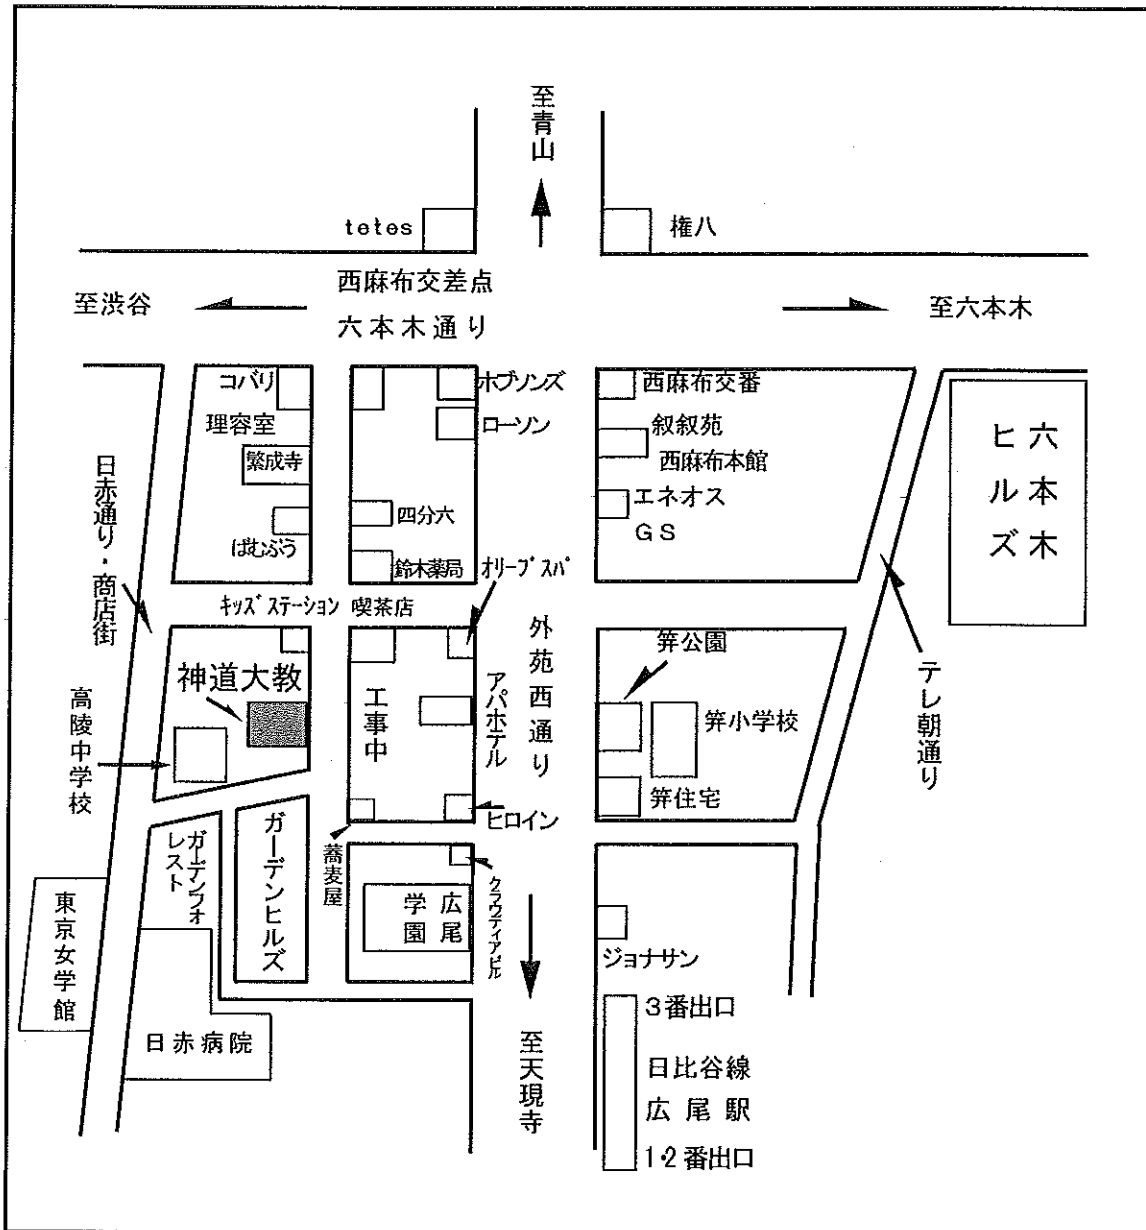 至青山
tetes
権八
西麻布交差点
至渋谷
六本木通り
至六本木
コバリ
ホブソンズ
西麻布交番
理容室
ローソン
叙叙苑
西麻布本館
六本木
ヒルズ
繁成寺
日赤通り・商店街
四分六
エネオス
GS
ばむぶう
鈴木薬局
オリーブスパ
キッズステーション
喫茶店
外苑西通り
笄公園
テレ朝通り
神道大教
工事中
アパホテル
笄小学校
高陵中学校
笄住宅
ヒロイン
ガーデンフォ
レスト
ガーデンヒルズ
蕎麦屋
クラウディアビル
東京女学館
広尾
学園
ジョナサン
3番出口
日赤病院
至天現寺
日比谷線
広尾駅
1・2番出口